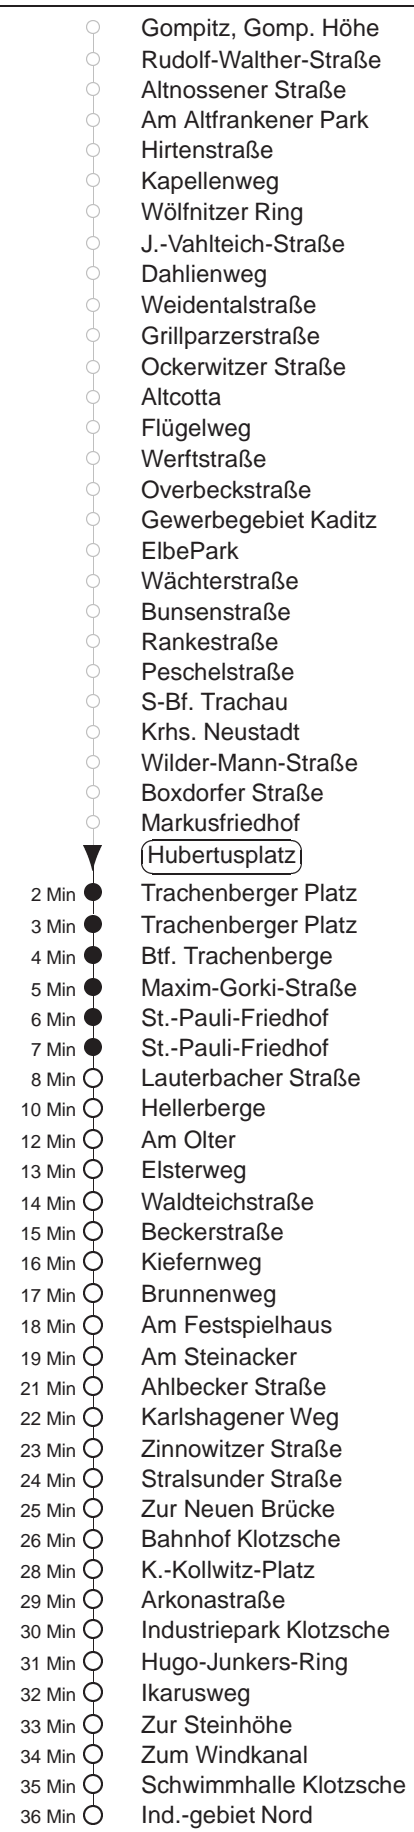 Gompitz, Gomp. Höhe
Rudolf-Walther-Straße
Altnossener Straße
Am Altfrankener Park
Hirtenstraße
Kapellenweg
Wölfnitzer Ring
J.-Vahlteich-Straße
Dahlienweg
Weidentalstraße
Grillparzerstraße
Ockerwitzer Straße
Altcotta
Flügelweg
Werftstraße
Overbeckstraße
Gewerbegebiet Kaditz
ElbePark
Wächterstraße
Bunsenstraße
Rankestraße
Peschelstraße
S-Bf. Trachau
Krhs. Neustadt
Wilder-Mann-Straße
Boxdorfer Straße
Markusfriedhof
Hubertusplatz
2 Min Trachenberger Platz
3 Min Trachenberger Platz
4 Min Btf. Trachenberge
5 Min Maxim-Gorki-Straße
6 Min St.-Pauli-Friedhof
7 Min St.-Pauli-Friedhof
8 Min Lauterbacher Straße
10 Min Hellerberge
12 Min Am Olter
13 Min Elsterweg
14 Min Waldteichstraße
15 Min Beckerstraße
16 Min Kiefernweg
17 Min Brunnenweg
18 Min Am Festspielhaus
19 Min Am Steinacker
21 Min Ahlbecker Straße
22 Min Karlshagener Weg
23 Min Zinnowitzer Straße
24 Min Stralsunder Straße
25 Min Zur Neuen Brücke
26 Min Bahnhof Klotzsche
28 Min K.-Kollwitz-Platz
29 Min Arkonastraße
30 Min Industriepark Klotzsche
31 Min Hugo-Junkers-Ring
32 Min Ikarusweg
33 Min Zur Steinhöhe
34 Min Zum Windkanal
35 Min Schwimmhalle Klotzsche
36 Min Ind.-gebiet Nord